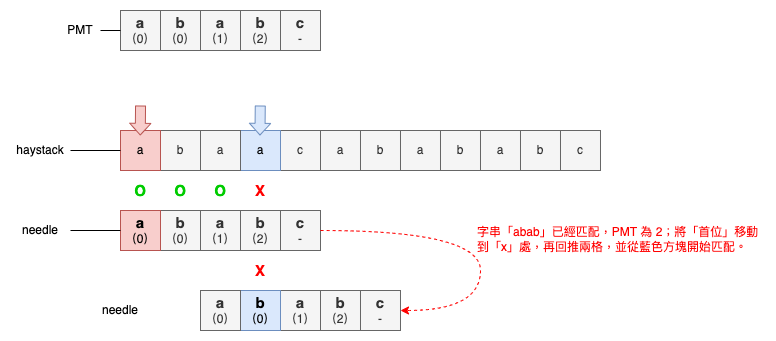 PMT a b a b c
(0) (0) (1) (2) -
haystack a b a a c a b a b a b c
O O O X
needle a b a b c
(0) (0) (1) (2) -
字串「abab」已經匹配，PMT 為 2；將「首位」移動
到「x」處，再回推兩格，並從藍色方塊開始匹配。
X
needle a b a b c
(0) (0) (1) (2) -